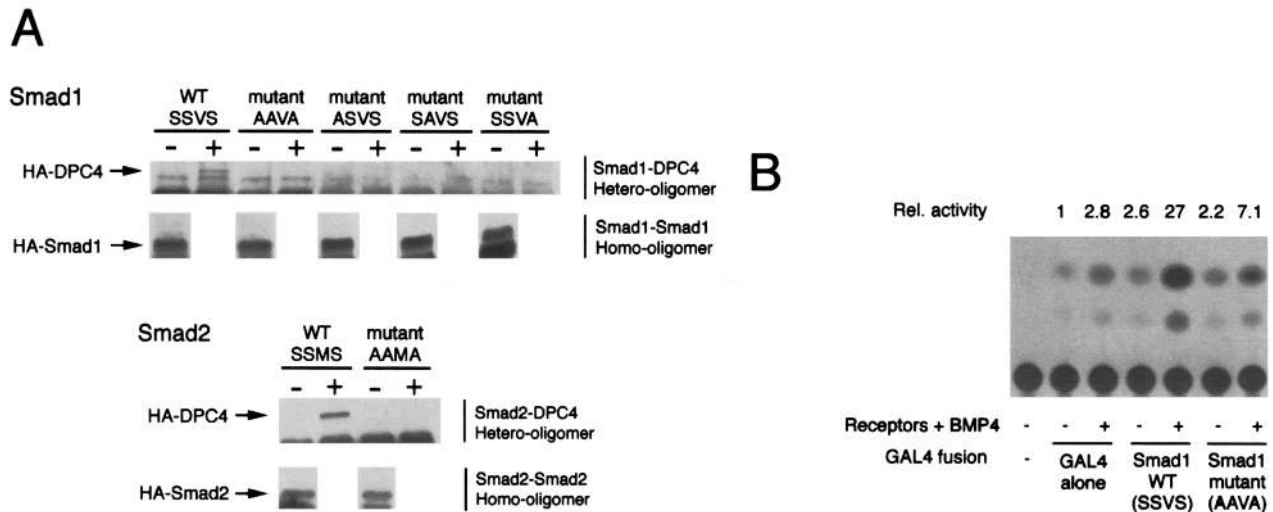 A
Smad1
WT mutant mutant mutant mutant
SSVS AAVA ASVS SAVS SSVA
- + - + - + - + - +
HA-DPC4
Smad1-DPC4
Hetero-oligomer
HA-Smad1
Smad1-Smad1
Homo-oligomer
Smad2
WT mutant
SSMS AAMA
- + - +
HA-DPC4
Smad2-DPC4
Hetero-oligomer
HA-Smad2
Smad2-Smad2
Homo-oligomer
B
Rel. activity 1 2.8 2.6 27 2.2 7.1
Receptors + BMP4 - - + - + - +
GAL4 fusion - GAL4 Smad1 Smad1
alone WT mutant
(SSVS) (AAVA)